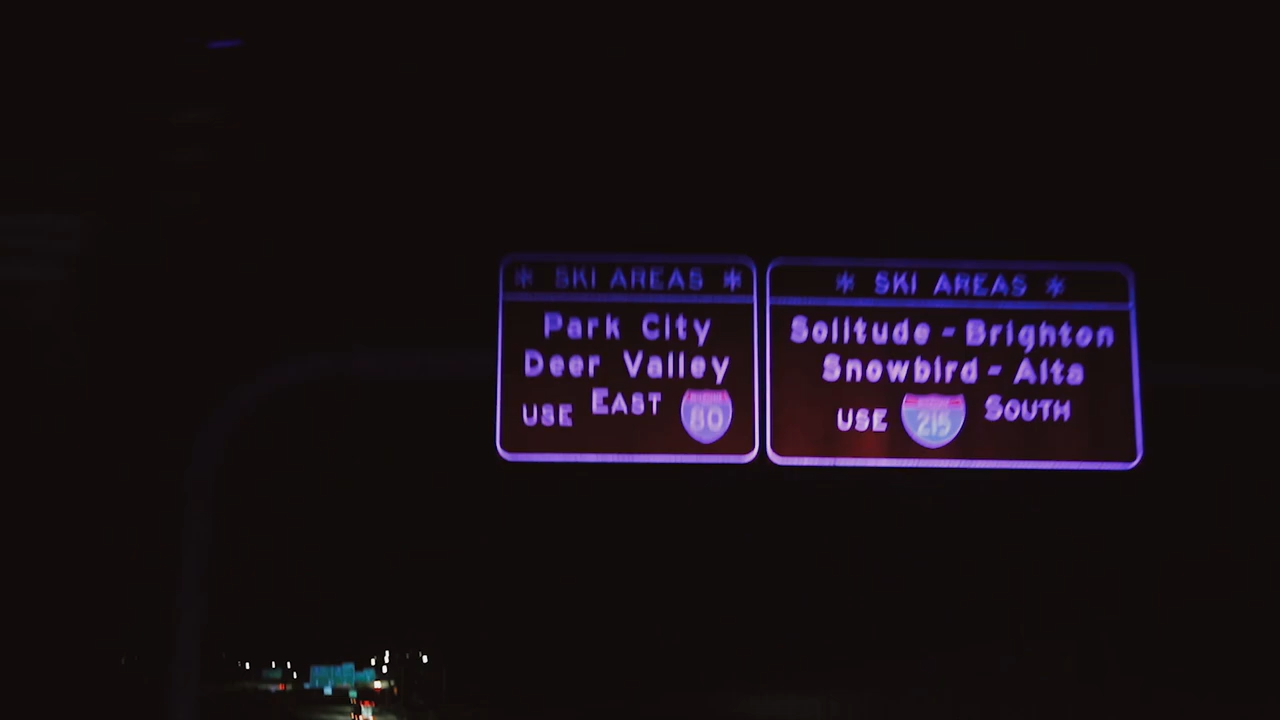 * SKI AREAS *
Park City
Deer Valley
USE EAST 80
* SKI AREAS *
Solitude - Brighton
Snowbird - Alta
USE 215 SOUTH